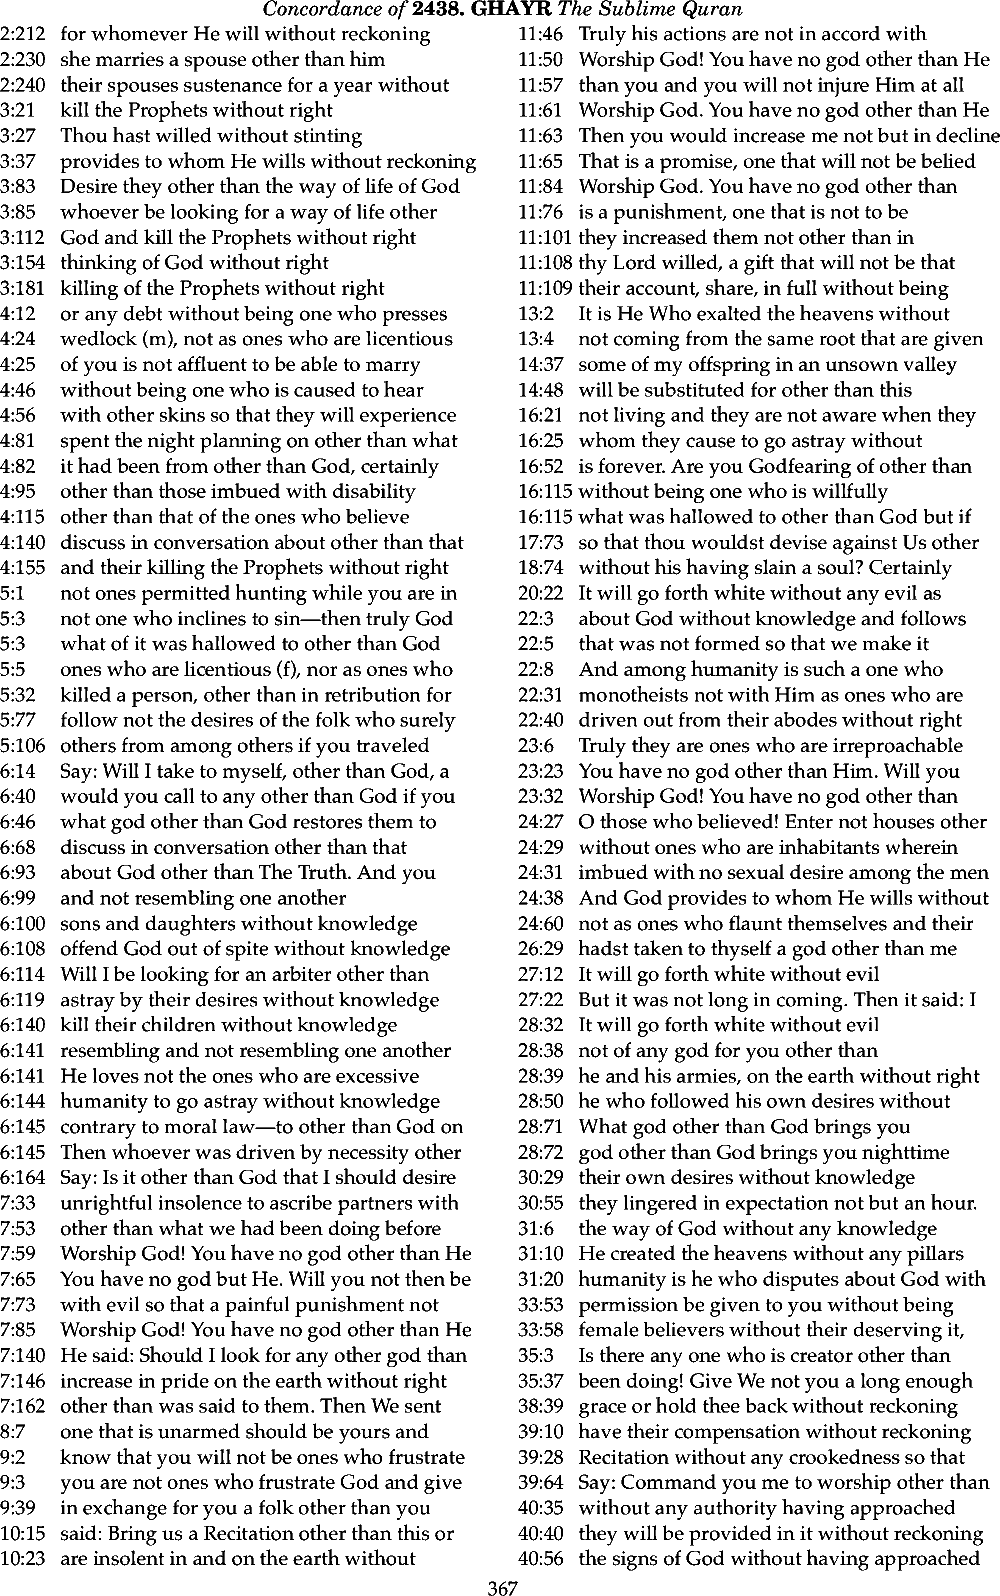 Concordance of 2438. GHAYR The Sublime Quran
2:212 for whomever He will without reckoning
2:230 she marries a spouse other than him
2:240 their spouses sustenance for a year without
3:21 kill the Prophets without right
3:27 Thou hast willed without stinting
3:37 provides to whom He wills without reckoning
3:83 Desire they other than the way of life of God
3:85 whoever be looking for a way of life other
3:112 God and kill the Prophets without right
3:154 thinking of God without right
3:181 killing of the Prophets without right
4:12 or any debt without being one who presses
4:24 wedlock (m), not as ones who are licentious
4:25 of you is not affluent to be able to marry
4:46 without being one who is caused to hear
4:56 with other skins so that they will experience
4:81 spent the night planning on other than what
4:82 it had been from other than God, certainly
4:95 other than those imbued with disability
4:115 other than that of the ones who believe
4:140 discuss in conversation about other than that
4:155 and their killing the Prophets without right
5:1 not ones permitted hunting while you are in
5:3 not one who inclines to sin—then truly God
5:3 what of it was hallowed to other than God
5:5 ones who are licentious (f), nor as ones who
5:32 killed a person, other than in retribution for
5:77 follow not the desires of the folk who surely
5:106 others from among others if you traveled
6:14 Say: Will I take to myself, other than God, a
6:40 would you call to any other than God if you
6:46 what god other than God restores them to
6:68 discuss in conversation other than that
6:93 about God other than The Truth. And you
6:99 and not resembling one another
6:100 sons and daughters without knowledge
6:108 offend God out of spite without knowledge
6:114 Will I be looking for an arbiter other than
6:119 astray by their desires without knowledge
6:140 kill their children without knowledge
6:141 resembling and not resembling one another
6:141 He loves not the ones who are excessive
6:144 humanity to go astray without knowledge
6:145 contrary to moral law—to other than God on
6:145 Then whoever was driven by necessity other
6:164 Say: Is it other than God that I should desire
7:33 unrightful insolence to ascribe partners with
7:53 other than what we had been doing before
7:59 Worship God! You have no god other than He
7:65 You have no god but He. Will you not then be
7:73 with evil so that a painful punishment not
7:85 Worship God! You have no god other than He
7:140 He said: Should I look for any other god than
7:146 increase in pride on the earth without right
7:162 other than was said to them. Then We sent
8:7 one that is unarmed should be yours and
9:2 know that you will not be ones who frustrate
9:3 you are not ones who frustrate God and give
9:39 in exchange for you a folk other than you
10:15 said: Bring us a Recitation other than this or
10:23 are insolent in and on the earth without
11:46 Truly his actions are not in accord with
11:50 Worship God! You have no god other than He
11:57 than you and you will not injure Him at all
11:61 Worship God. You have no god other than He
11:63 Then you would increase me not but in decline
11:65 That is a promise, one that will not be belied
11:84 Worship God. You have no god other than
11:76 is a punishment, one that is not to be
11:101 they increased them not other than in
11:108 thy Lord willed, a gift that will not be that
11:109 their account, share, in full without being
13:2 It is He Who exalted the heavens without
13:4 not coming from the same root that are given
14:37 some of my offspring in an unsown valley
14:48 will be substituted for other than this
16:21 not living and they are not aware when they
16:25 whom they cause to go astray without
16:52 is forever. Are you Godfearing of other than
16:115 without being one who is willfully
16:115 what was hallowed to other than God but if
17:73 so that thou wouldst devise against Us other
18:74 without his having slain a soul? Certainly
20:22 It will go forth white without any evil as
22:3 about God without knowledge and follows
22:5 that was not formed so that we make it
22:8 And among humanity is such a one who
22:31 monotheists not with Him as ones who are
22:40 driven out from their abodes without right
23:6 Truly they are ones who are irreproachable
23:23 You have no god other than Him. Will you
23:32 Worship God! You have no god other than
24:27 O those who believed! Enter not houses other
24:29 without ones who are inhabitants wherein
24:31 imbued with no sexual desire among the men
24:38 And God provides to whom He wills without
24:60 not as ones who flaunt themselves and their
26:29 hadst taken to thyself a god other than me
27:12 It will go forth white without evil
27:22 But it was not long in coming. Then it said: I
28:32 It will go forth white without evil
28:38 not of any god for you other than
28:39 he and his armies, on the earth without right
28:50 he who followed his own desires without
28:71 What god other than God brings you
28:72 god other than God brings you nighttime
30:29 their own desires without knowledge
30:55 they lingered in expectation not but an hour.
31:6 the way of God without any knowledge
31:10 He created the heavens without any pillars
31:20 humanity is he who disputes about God with
33:53 permission be given to you without being
33:58 female believers without their deserving it,
35:3 Is there any one who is creator other than
35:37 been doing! Give We not you a long enough
38:39 grace or hold thee back without reckoning
39:10 have their compensation without reckoning
39:28 Recitation without any crookedness so that
39:64 Say: Command you me to worship other than
40:35 without any authority having approached
40:40 they will be provided in it without reckoning
40:56 the signs of God without having approached
367